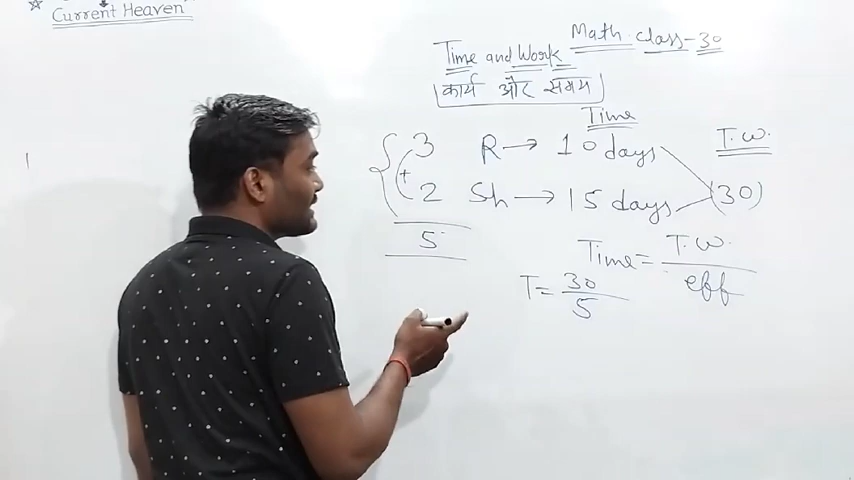 Current Heaven
Math class-30
Time and Work
कार्य और समय
Time
T.W.
3 R → 10 days
(30)
+
2 Sh → 15 days
5
Time = T.W. / eff
T = 30 / 5